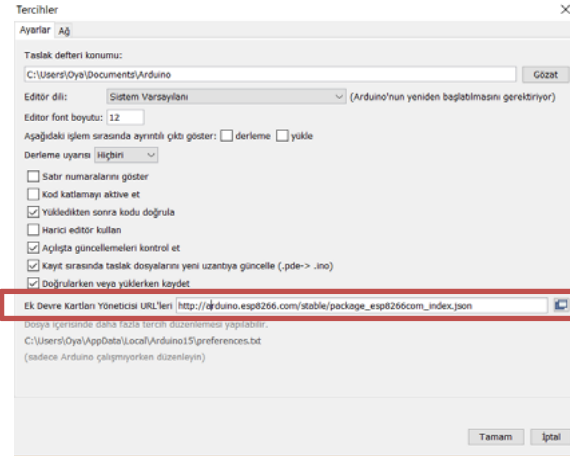 Tercihler
Ayarlar Ağ
Taslak defteri konumu:
C:\Users\Oya\Documents\Arduino Gözat
Editör dili: Sistem Varsayılanı (Arduino'nun yeniden başlatılmasını gerektiriyor)
Editor font boyutu: 12
Aşağıdaki işlem sırasında ayrıntılı çıktı göster: derleme yükle
Derleme uyarısı Hiçbiri
Satır numaralarını göster
Kod katlamayı aktive et
Yükledikten sonra kodu doğrula
Harici editör kullan
Açılışta güncellemeleri kontrol et
Kayıt sırasında taslak dosyalarını yeni uzantıya güncelle (.pde-> .ino)
Doğrularken veya yüklerken kaydet
Ek Devre Kartları Yöneticisi URL'leri http://arduino.esp8266.com/stable/package_esp8266com_index.json
Dosya içerisinde daha fazla tercih düzenlemesi yapılabilir.
C:\Users\Oya\AppData\Local\Arduino15\preferences.txt
(sadece Arduino çalışmıyorken düzenleyin)
Tamam İptal